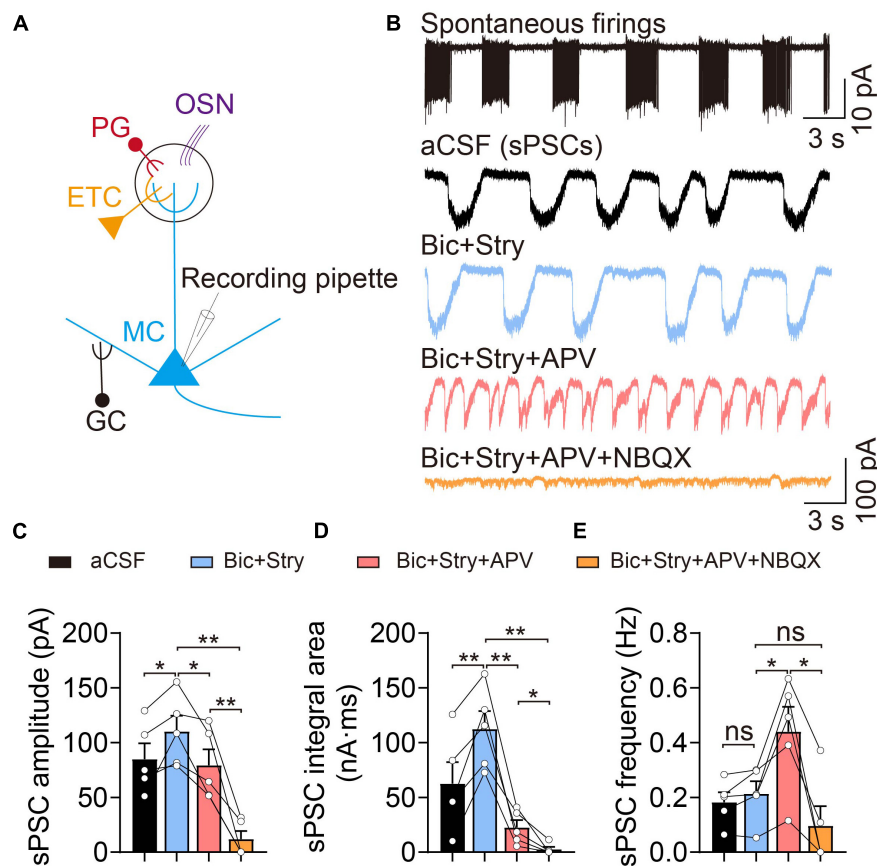 A
OSN
PG
ETC
Recording pipette
MC
GC
B
Spontaneous firings
10 pA
3 s
aCSF (sPSCs)
Bic+Stry
Bic+Stry+APV
Bic+Stry+APV+NBQX
100 pA
3 s
C D E
aCSF Bic+Stry Bic+Stry+APV Bic+Stry+APV+NBQX
sPSC amplitude (pA)
200
150
100
50
0
**
* *
**
sPSC integral area
(nA·ms)
200
150
100
50
0
**
** **
*
sPSC frequency (Hz)
0.8
0.6
0.4
0.2
0.0
ns
* *
ns